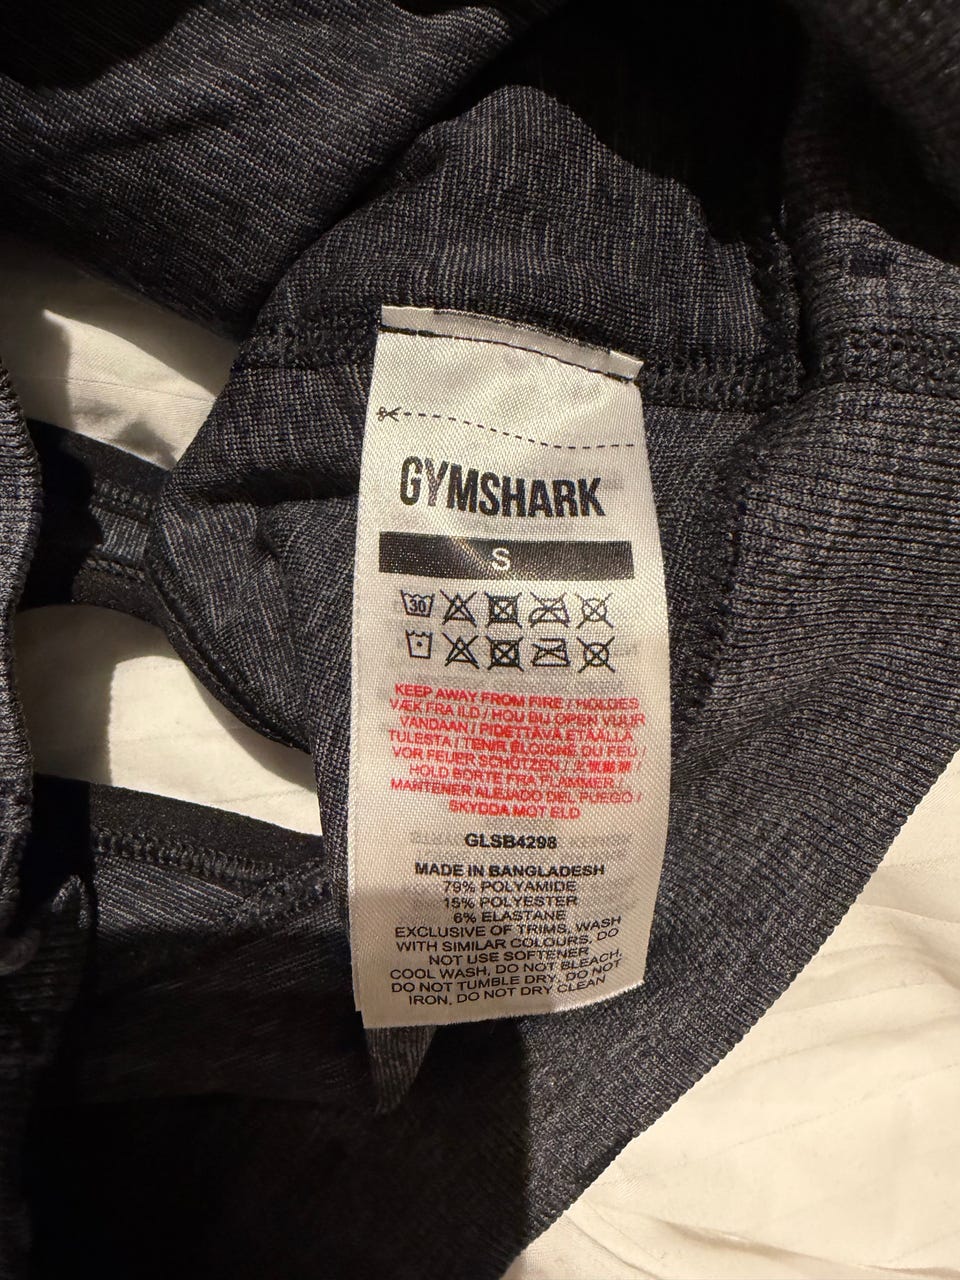 GYMSHARK
S
30
KEEP AWAY FROM FIRE / HOLDES
VÆK FRA ILD / HOU BIJ OPEN VUUR
VANDAAN / PIDETTÄVÄ ETÄÄLLÄ
TULESTA / TENIR ÉLOIGNÉ DU FEU /
VOR FEUER SCHÜTZEN /
HOLD BORTE FRA FLAMMER /
MANTENER ALEJADO DEL FUEGO /
SKYDDA MOT ELD
GLSB4298
MADE IN BANGLADESH
79% POLYAMIDE
15% POLYESTER
6% ELASTANE
EXCLUSIVE OF TRIMS, WASH
WITH SIMILAR COLOURS, DO
NOT USE SOFTENER
COOL WASH, DO NOT BLEACH,
DO NOT TUMBLE DRY, DO NOT
IRON, DO NOT DRY CLEAN